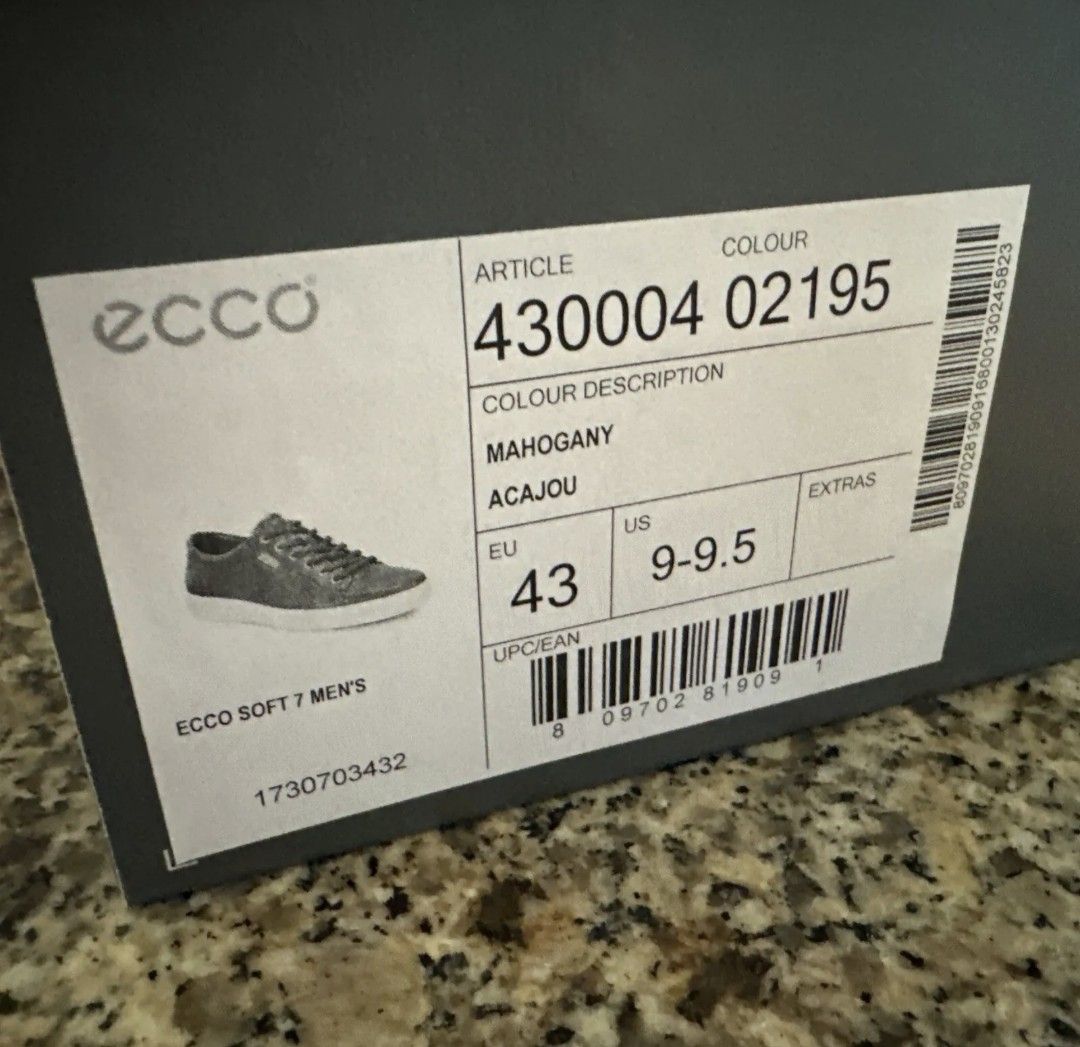 ecco
ARTICLE COLOUR
430004 02195
COLOUR DESCRIPTION
MAHOGANY
ACAJOU
EU
43
US
9-9.5
EXTRAS
UPC/EAN
8 09702 81909 1
8097028190916800130245823
ECCO SOFT 7 MEN'S
1730703432